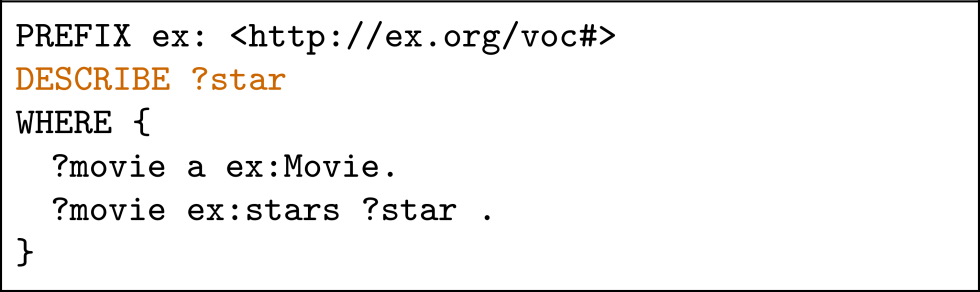 PREFIX ex: <http://ex.org/voc#>
DESCRIBE ?star
WHERE {
  ?movie a ex:Movie.
  ?movie ex:stars ?star .
}